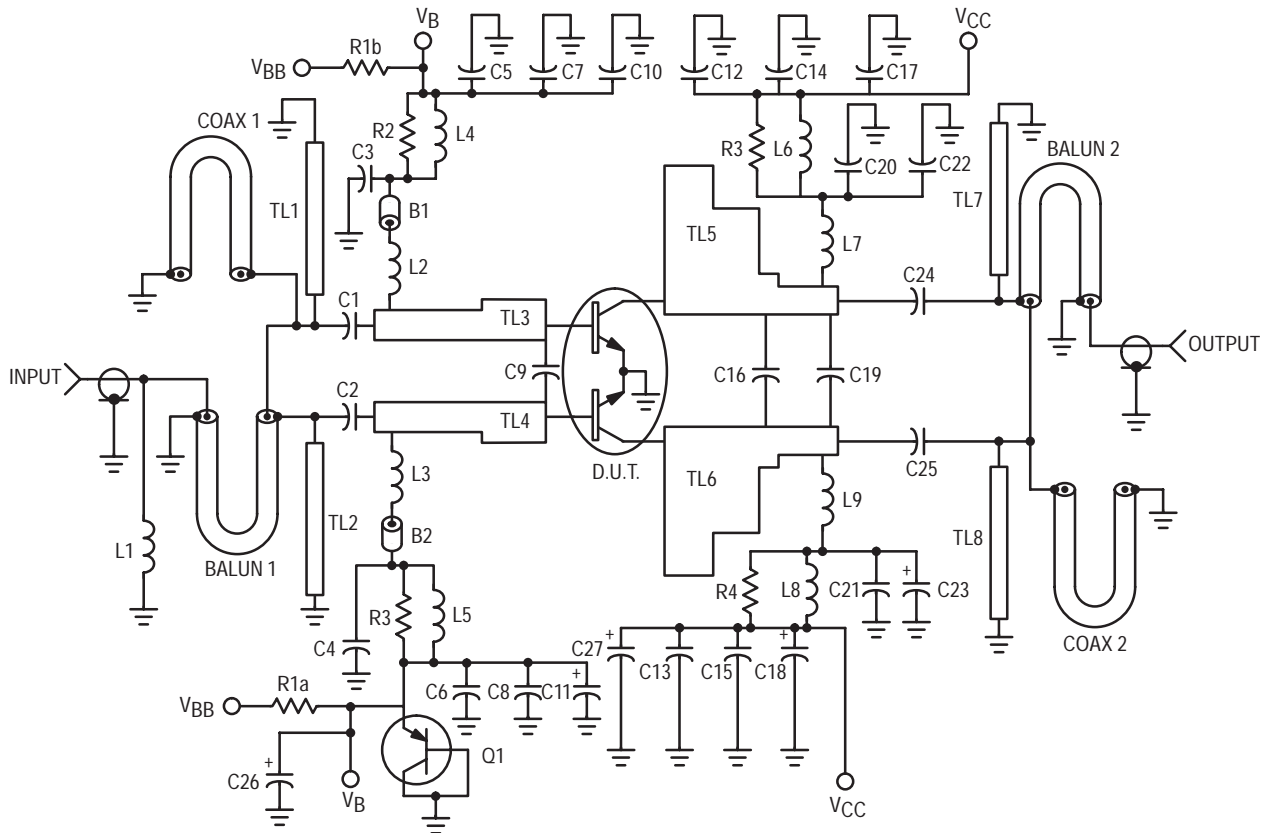 VB
VCC
R1b
VBB
C5
C7
C10
C12
C14
C17
COAX 1
R2
L4
R3
L6
C20
C22
BALUN 2
C3
TL1
B1
TL5
TL7
L2
L7
C24
C1
TL3
INPUT
C9
C16
C19
OUTPUT
C2
TL4
D.U.T.
C25
L3
TL6
L9
TL2
B2
L1
BALUN 1
TL8
R4
L8
C21
+
C23
R3
L5
C4
+
C27
C13
C15
+
C18
COAX 2
R1a
C6
C8
+
C11
VBB
Q1
+
C26
VB
VCC